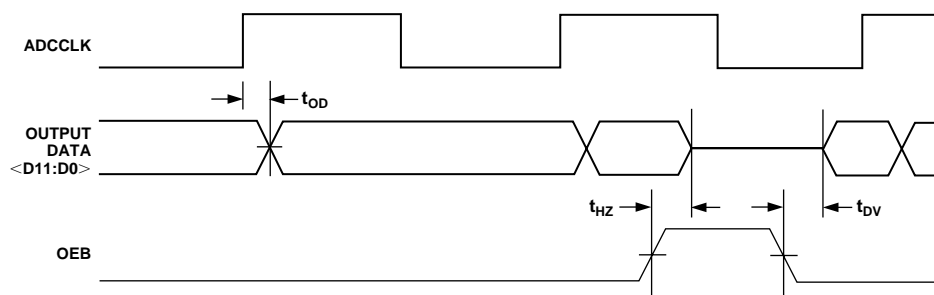 ADCCLK
tOD
OUTPUT
DATA
<D11:D0>
tHZ
tDV
OEB